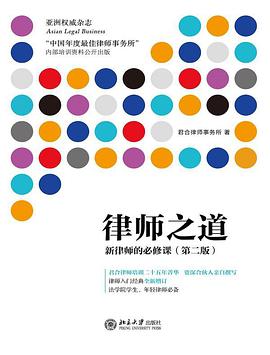 亚洲权威杂志
Asian Legal Business
“中国年度最佳律师事务所”
内部培训资料公开出版
君合律师事务所 著
律师之道
新律师的必修课（第二版）
君合律师培训二十五年菁华 资深合伙人亲自撰写
律师入门经典全新增订
法学院学生、年轻律师必备
北京大学出版社
PEKING UNIVERSITY PRESS